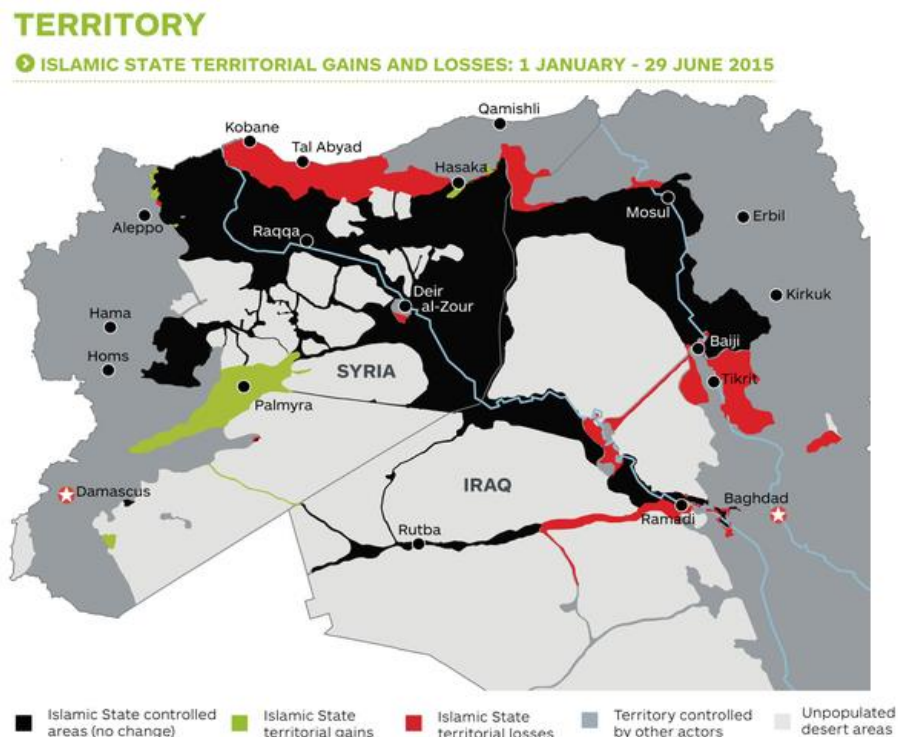 TERRITORY
ISLAMIC STATE TERRITORIAL GAINS AND LOSSES: 1 JANUARY - 29 JUNE 2015
Qamishli
Kobane
Tal Abyad
Hasaka
Mosul
Erbil
Aleppo
Raqqa
Kirkuk
Deir
al-Zour
Hama
Baiji
Homs
SYRIA
Tikrit
Palmyra
IRAQ
Damascus
Baghdad
Ramadi
Rutba
Islamic State controlled
areas (no change)
Islamic State
territorial gains
Islamic State
territorial losses
Territory controlled
by other actors
Unpopulated
desert areas